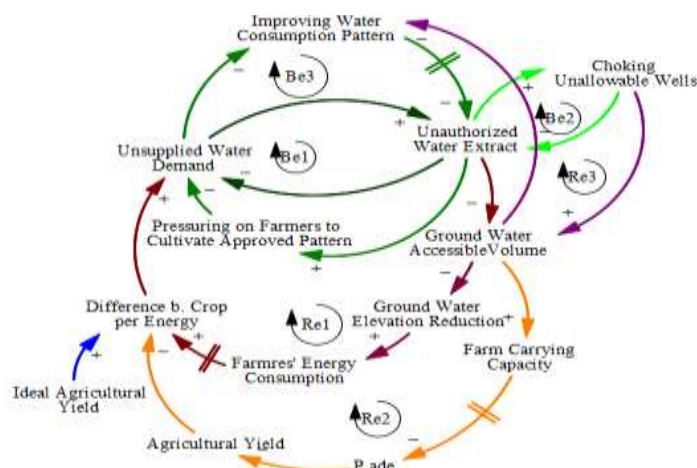 Improving Water
Consumption Pattern
Choking
Unallowable Wells
Be3
Be2
Unauthorized
Water Extract
Unsupplied Water
Demand
Be1
Re3
Pressuring on Farmers to
Cultivate Approved Pattern
Ground Water
AccessibleVolume
Difference b. Crop
per Energy
Re1
Ground Water
Elevation Reduction
Farmres' Energy
Consumption
Farm Carrying
Capacity
Ideal Agricultural
Yield
Re2
Agricultural Yield